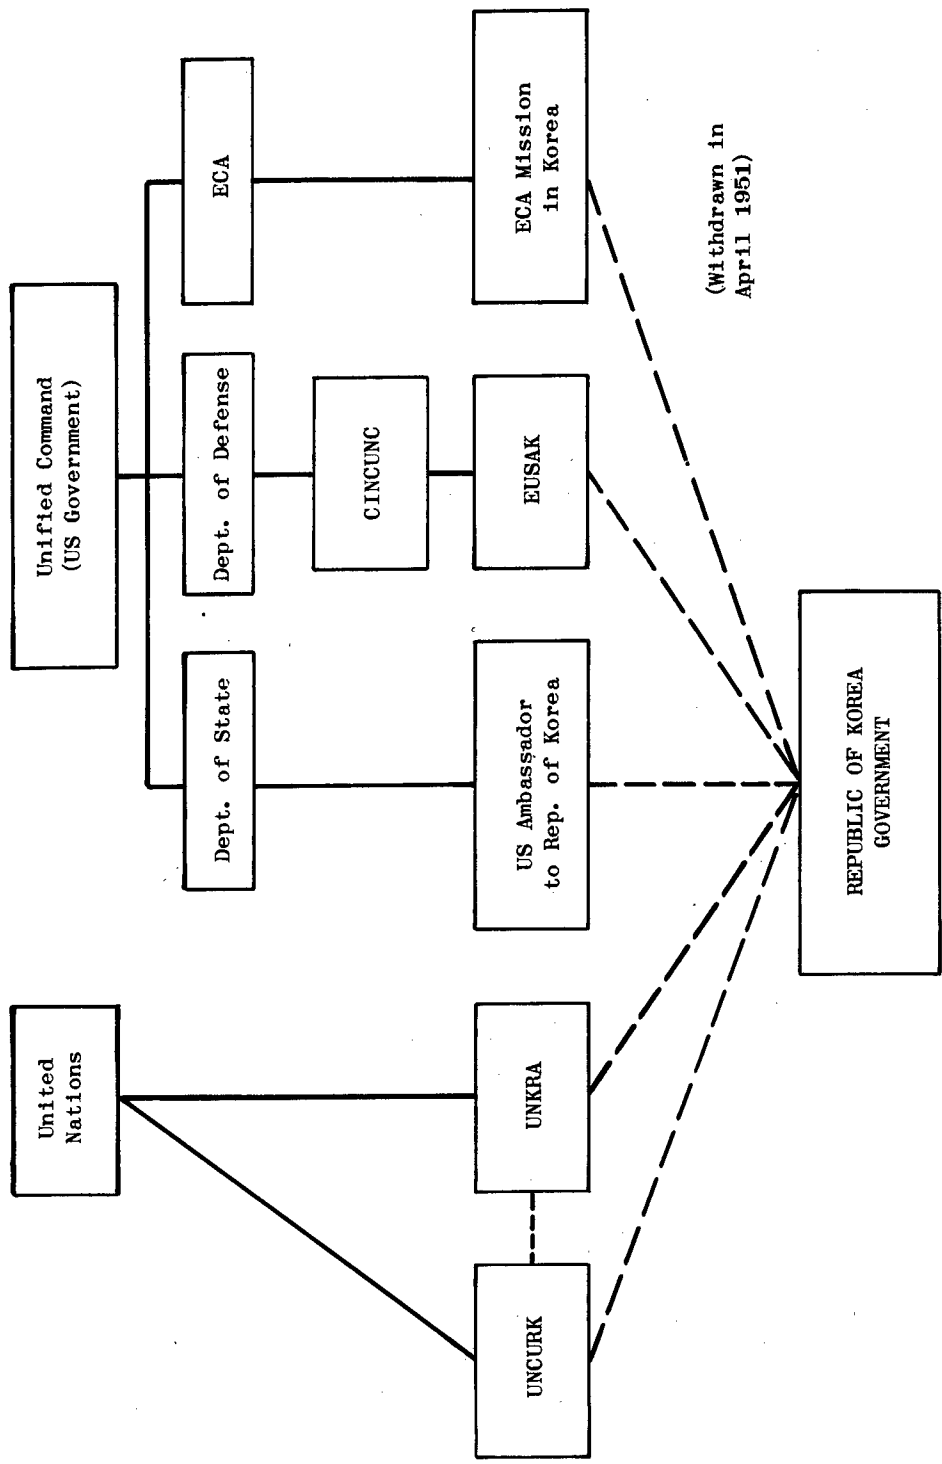 United
Nations
Unified Command
(US Government)
Dept. of State
Dept. of Defense
ECA
CINCUNC
UNCURK
UNKRA
US Ambassador
to Rep. of Korea
EUSAK
ECA Mission
in Korea
(Withdrawn in
April 1951)
REPUBLIC OF KOREA
GOVERNMENT